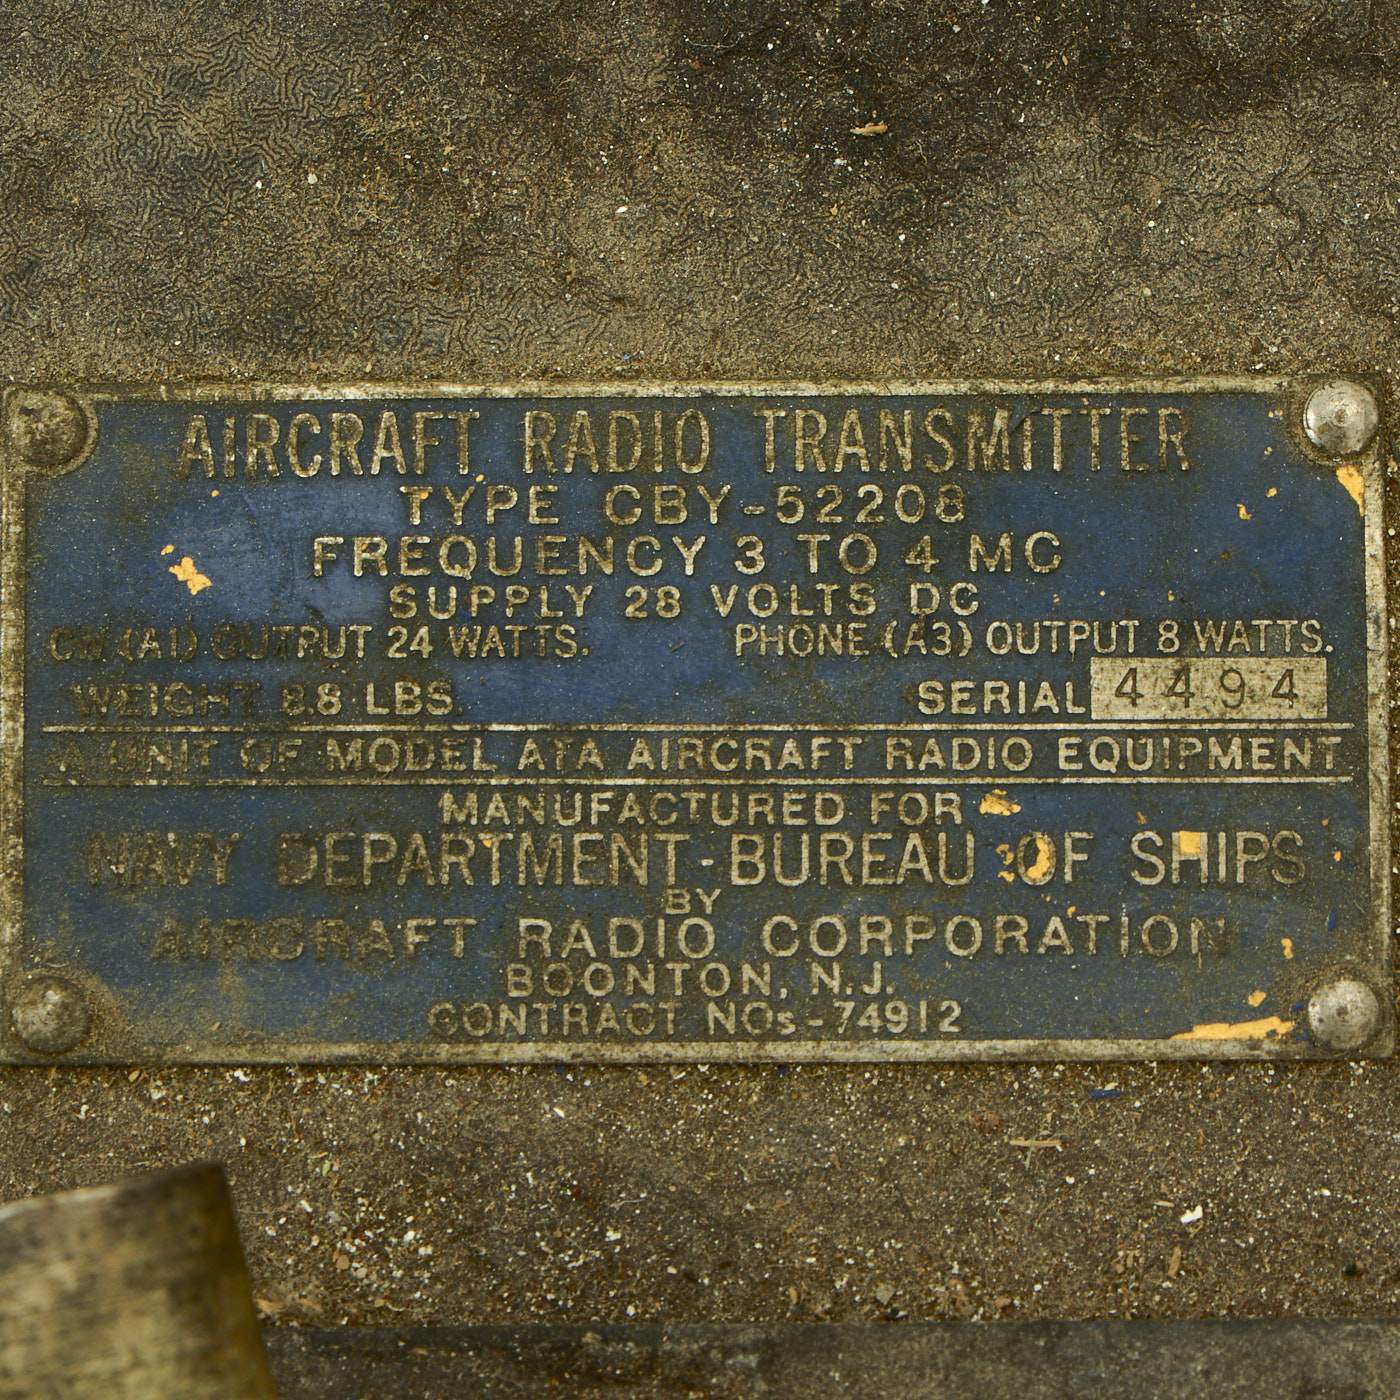 AIRCRAFT RADIO TRANSMITTER
TYPE CBY-52208
FREQUENCY 3 TO 4 MC
SUPPLY 28 VOLTS DC
CW (A1) OUTPUT 24 WATTS. PHONE (A3) OUTPUT 8 WATTS.
WEIGHT 8.8 LBS. SERIAL 4494
A UNIT OF MODEL ATA AIRCRAFT RADIO EQUIPMENT
MANUFACTURED FOR
NAVY DEPARTMENT-BUREAU OF SHIPS
BY
AIRCRAFT RADIO CORPORATION
BOONTON, N.J.
CONTRACT NOs-74912